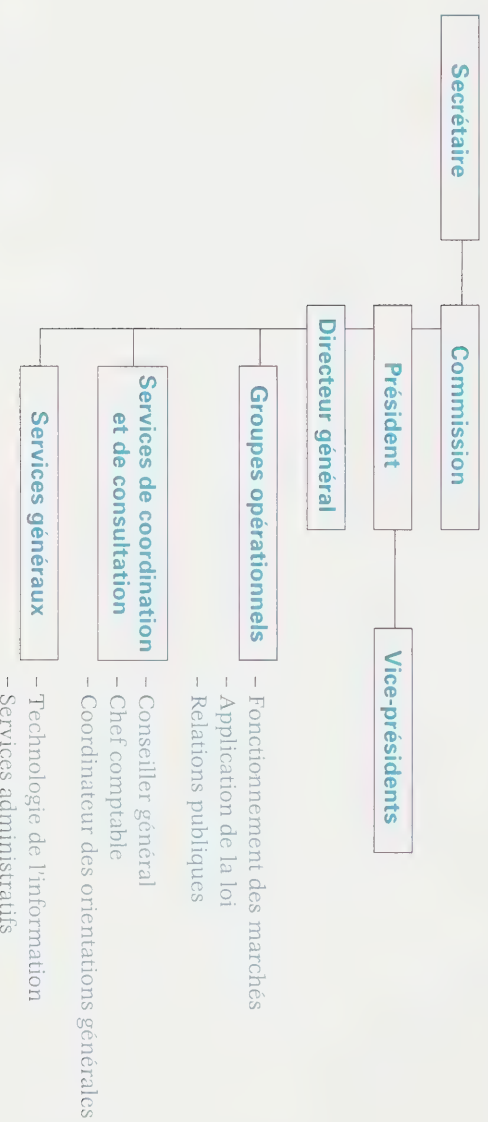 Secrétaire
Commission
Président
Vice-présidents
Directeur général
Groupes opérationnels
– Fonctionnement des marchés
– Application de la loi
– Relations publiques
Services de coordination
et de consultation
– Conseiller général
– Chef comptable
– Coordinateur des orientations générales
Services généraux
– Technologie de l'information
– Services administratifs